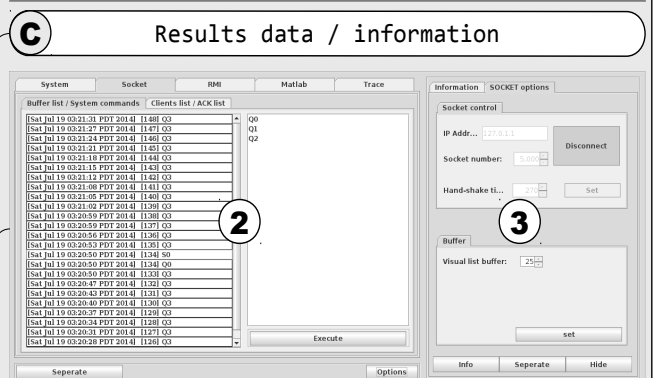 C
Results data / information
System Socket RMI Matlab Trace
Buffer list / System commands Clients list / ACK list
[Sat Jul 19 03:21:31 PDT 2014] [148] Q3
[Sat Jul 19 03:21:27 PDT 2014] [147] Q3
[Sat Jul 19 03:21:24 PDT 2014] [146] Q3
[Sat Jul 19 03:21:21 PDT 2014] [145] Q3
[Sat Jul 19 03:21:18 PDT 2014] [144] Q3
[Sat Jul 19 03:21:15 PDT 2014] [143] Q3
[Sat Jul 19 03:21:12 PDT 2014] [142] Q3
[Sat Jul 19 03:21:08 PDT 2014] [141] Q3
[Sat Jul 19 03:21:05 PDT 2014] [140] Q3
[Sat Jul 19 03:21:02 PDT 2014] [139] Q3
[Sat Jul 19 03:20:59 PDT 2014] [138] Q3
[Sat Jul 19 03:20:59 PDT 2014] [137] Q3
[Sat Jul 19 03:20:56 PDT 2014] [136] Q3
[Sat Jul 19 03:20:53 PDT 2014] [135] Q3
[Sat Jul 19 03:20:50 PDT 2014] [134] S0
[Sat Jul 19 03:20:50 PDT 2014] [134] Q0
[Sat Jul 19 03:20:50 PDT 2014] [133] Q3
[Sat Jul 19 03:20:47 PDT 2014] [132] Q3
[Sat Jul 19 03:20:43 PDT 2014] [131] Q3
[Sat Jul 19 03:20:40 PDT 2014] [130] Q3
[Sat Jul 19 03:20:37 PDT 2014] [129] Q3
[Sat Jul 19 03:20:34 PDT 2014] [128] Q3
[Sat Jul 19 03:20:31 PDT 2014] [127] Q3
[Sat Jul 19 03:20:28 PDT 2014] [126] Q3
Q0
Q1
Q2
2
Execute
Seperate
Options
Information SOCKET options
Socket control
IP Addr... 127.0.1.1
Disconnect
Socket number: 5,000
Hand-shake ti... 270 Set
3
Buffer
Visual list buffer: 25
set
Info Seperate Hide